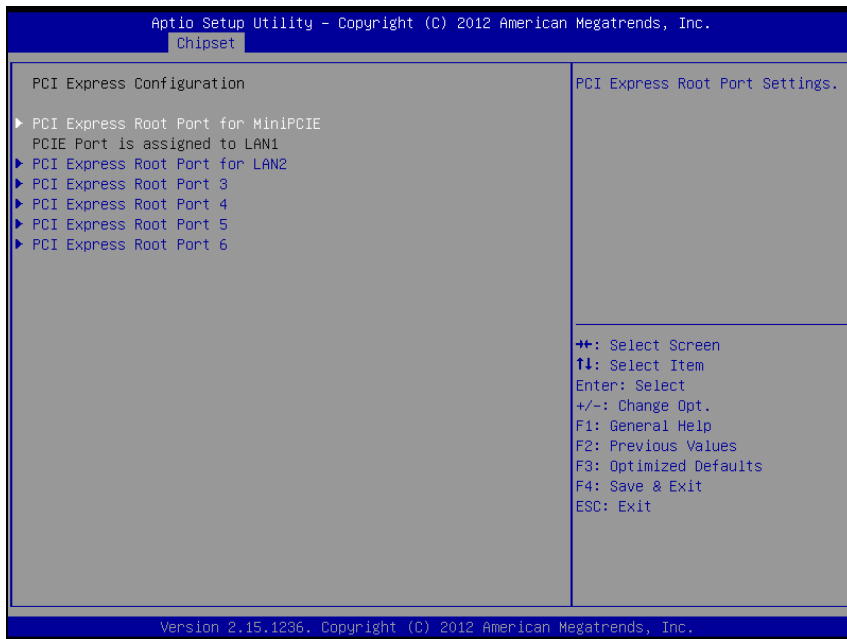 Aptio Setup Utility – Copyright (C) 2012 American Megatrends, Inc.
Chipset
PCI Express Configuration
PCI Express Root Port for MiniPCIE
PCIE Port is assigned to LAN1
PCI Express Root Port for LAN2
PCI Express Root Port 3
PCI Express Root Port 4
PCI Express Root Port 5
PCI Express Root Port 6
PCI Express Root Port Settings.
→←: Select Screen
↑↓: Select Item
Enter: Select
+/-: Change Opt.
F1: General Help
F2: Previous Values
F3: Optimized Defaults
F4: Save & Exit
ESC: Exit
Version 2.15.1236. Copyright (C) 2012 American Megatrends, Inc.